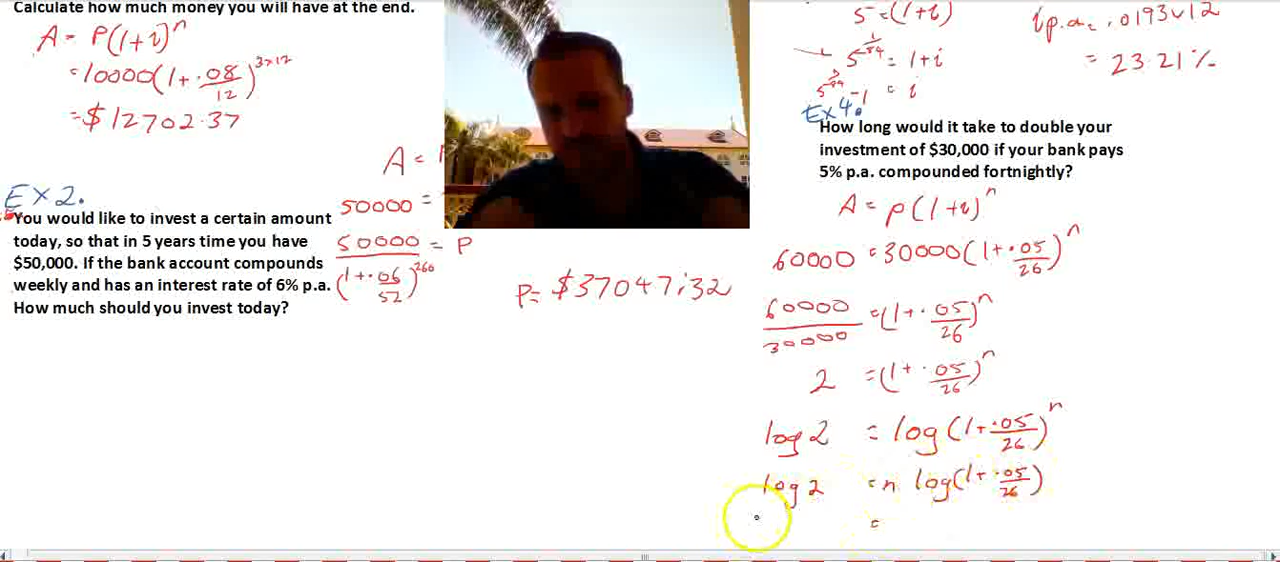 Calculate how much money you will have at the end.
A = P(1+i)^n
=10000(1+.08/12)^3x12
=$12702.37
A =
Ex 2.
You would like to invest a certain amount
today, so that in 5 years time you have
$50,000. If the bank account compounds
weekly and has an interest rate of 6% p.a.
How much should you invest today?
50000 =
50000/(1+.06/52)^260 = P
P= $37047.32
5 =(1+i)
= 1+i
-1 = i
i p.a = .0193x12
= 23.21%
Ex 4.
How long would it take to double your
investment of $30,000 if your bank pays
5% p.a. compounded fortnightly?
A = P(1+i)^n
60000 =30000(1+.05/26)^n
60000/30000 =(1+.05/26)^n
2 =(1+.05/26)^n
log 2 = log(1+.05/26)^n
log 2 =n log(1+.05/26)
=